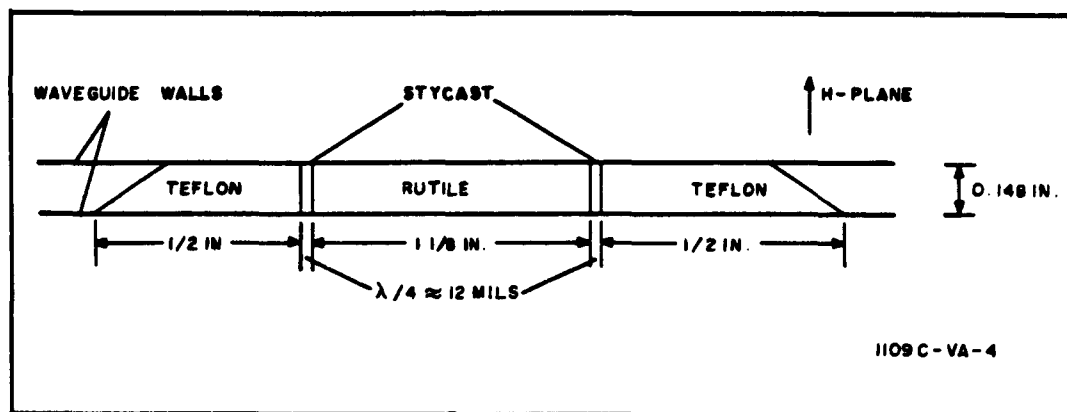 WAVEGUIDE WALLS
STYCAST
H-PLANE
TEFLON
RUTILE
TEFLON
0.148 IN.
1/2 IN
1 1/8 IN.
1/2 IN.
λ/4 ≈ 12 MILS
1109C-VA-4